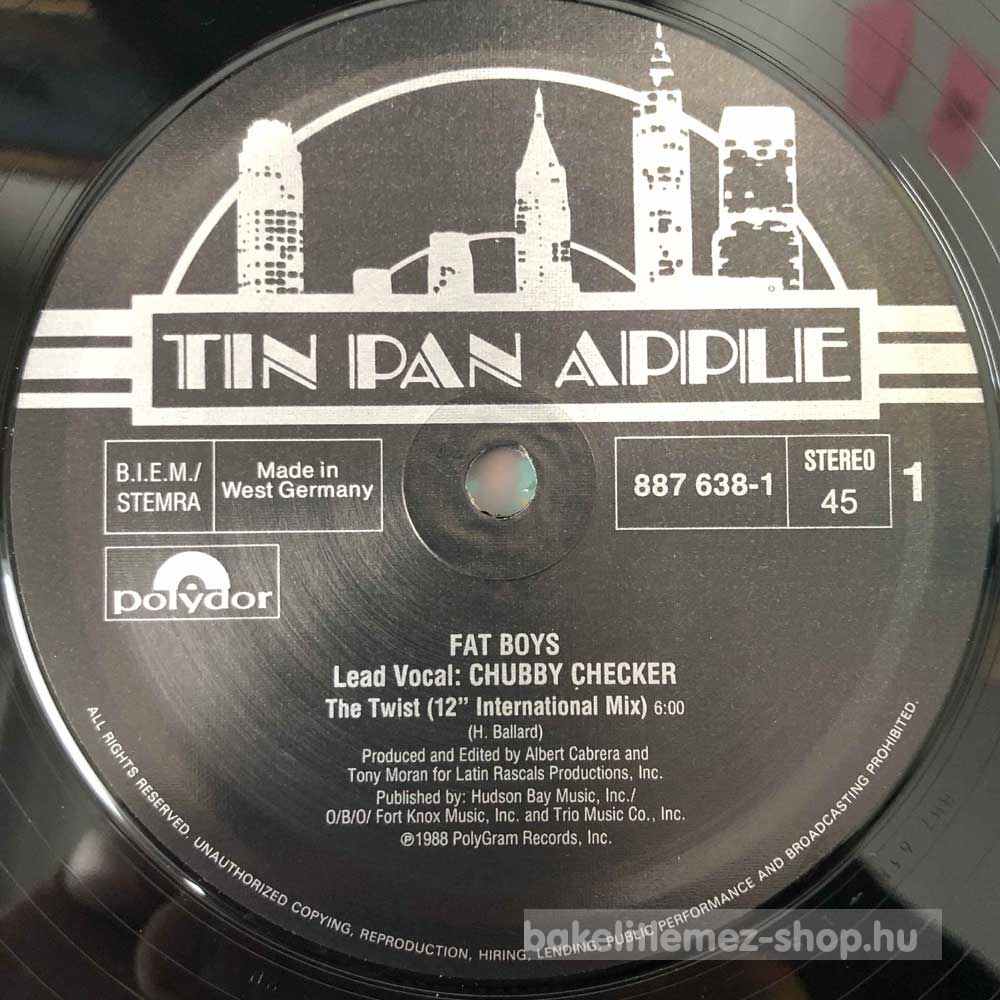 TIN PAN APPLE
B.I.E.M./
STEMRA
Made in
West Germany
887 638-1
STEREO
45
1
polydor
FAT BOYS
Lead Vocal: CHUBBY CHECKER
The Twist (12” International Mix) 6:00
(H. Ballard)
Produced and Edited by Albert Cabrera and
Tony Moran for Latin Rascals Productions, Inc.
Published by: Hudson Bay Music, Inc./
O/B/O/ Fort Knox Music, Inc. and Trio Music Co., Inc.
℗1988 PolyGram Records, Inc.
ALL RIGHTS RESERVED. UNAUTHORIZED COPYING, REPRODUCTION, HIRING, LENDING, PUBLIC PERFORMANCE AND BROADCASTING PROHIBITED.
bakelitlemez-shop.hu